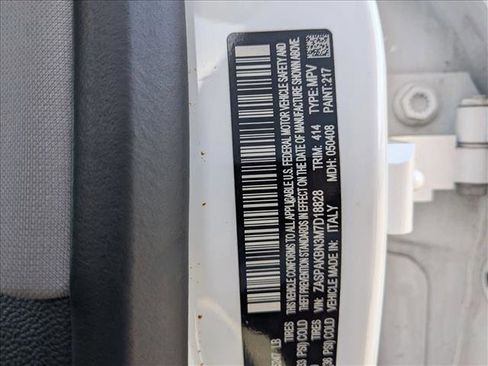 THIS VEHICLE CONFORMS TO ALL APPLICABLE U.S. FEDERAL MOTOR VEHICLE SAFETY AND
THEFT PREVENTION STANDARDS IN EFFECT ON THE DATE OF MANUFACTURE SHOWN ABOVE.
VIN: ZASPAKBN3M7D18828 TYPE: MPV
VEHICLE MADE IN: ITALY TRIM: 414 PAINT: 217
MDH: 050408
LB
TIRES
PSI) COLD
TIRES
PSI) COLD